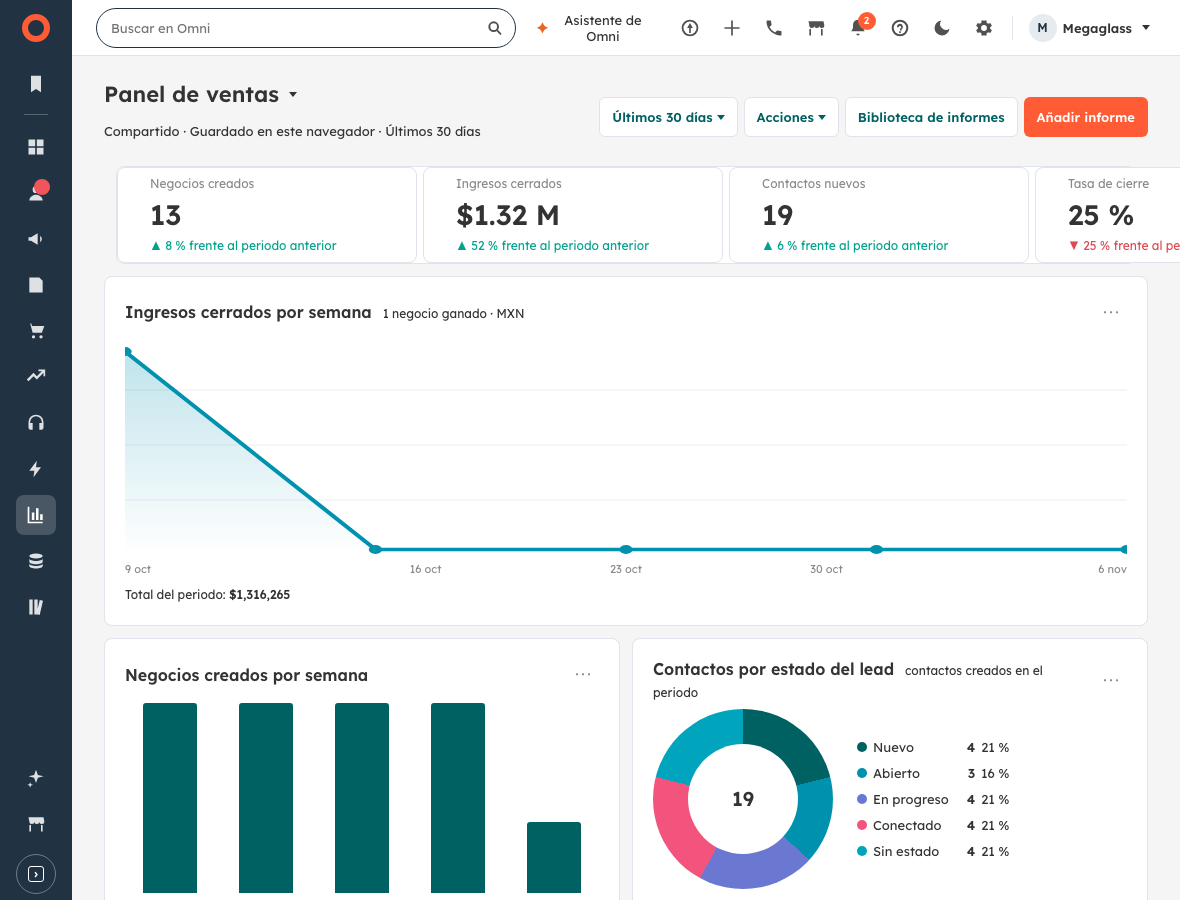 Buscar en Omni
Asistente de
Omni
2
M Megaglass
Panel de ventas
Compartido · Guardado en este navegador · Últimos 30 días
Últimos 30 días
Acciones
Biblioteca de informes
Añadir informe
Negocios creados
13
▲ 8 % frente al periodo anterior
Ingresos cerrados
$1.32 M
▲ 52 % frente al periodo anterior
Contactos nuevos
19
▲ 6 % frente al periodo anterior
Tasa de cierre
25 %
▼ 25 % frente al pe
Ingresos cerrados por semana 1 negocio ganado · MXN
9 oct 16 oct 23 oct 30 oct 6 nov
Total del periodo: $1,316,265
Negocios creados por semana
Contactos por estado del lead contactos creados en el
periodo
19
Nuevo 4 21 %
Abierto 3 16 %
En progreso 4 21 %
Conectado 4 21 %
Sin estado 4 21 %